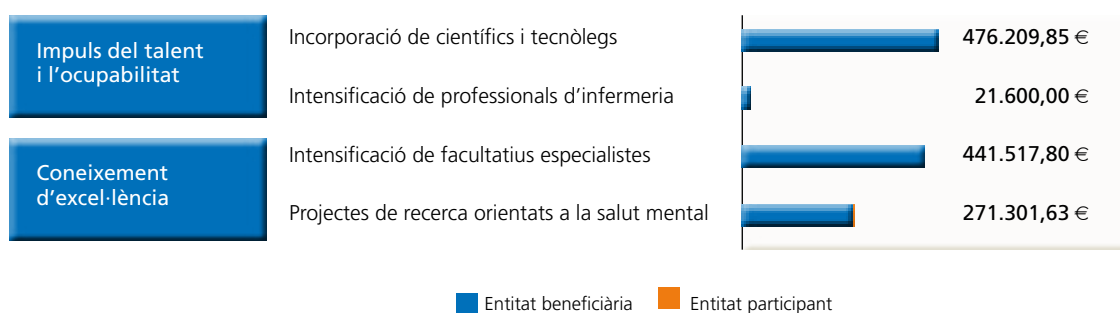 Impuls del talent
i l'ocupabilitat
Incorporació de científics i tecnòlegs 476.209,85 €
Intensificació de professionals d'infermeria 21.600,00 €
Coneixement
d'excel·lència
Intensificació de facultatius especialistes 441.517,80 €
Projectes de recerca orientats a la salut mental 271.301,63 €
Entitat beneficiària Entitat participant